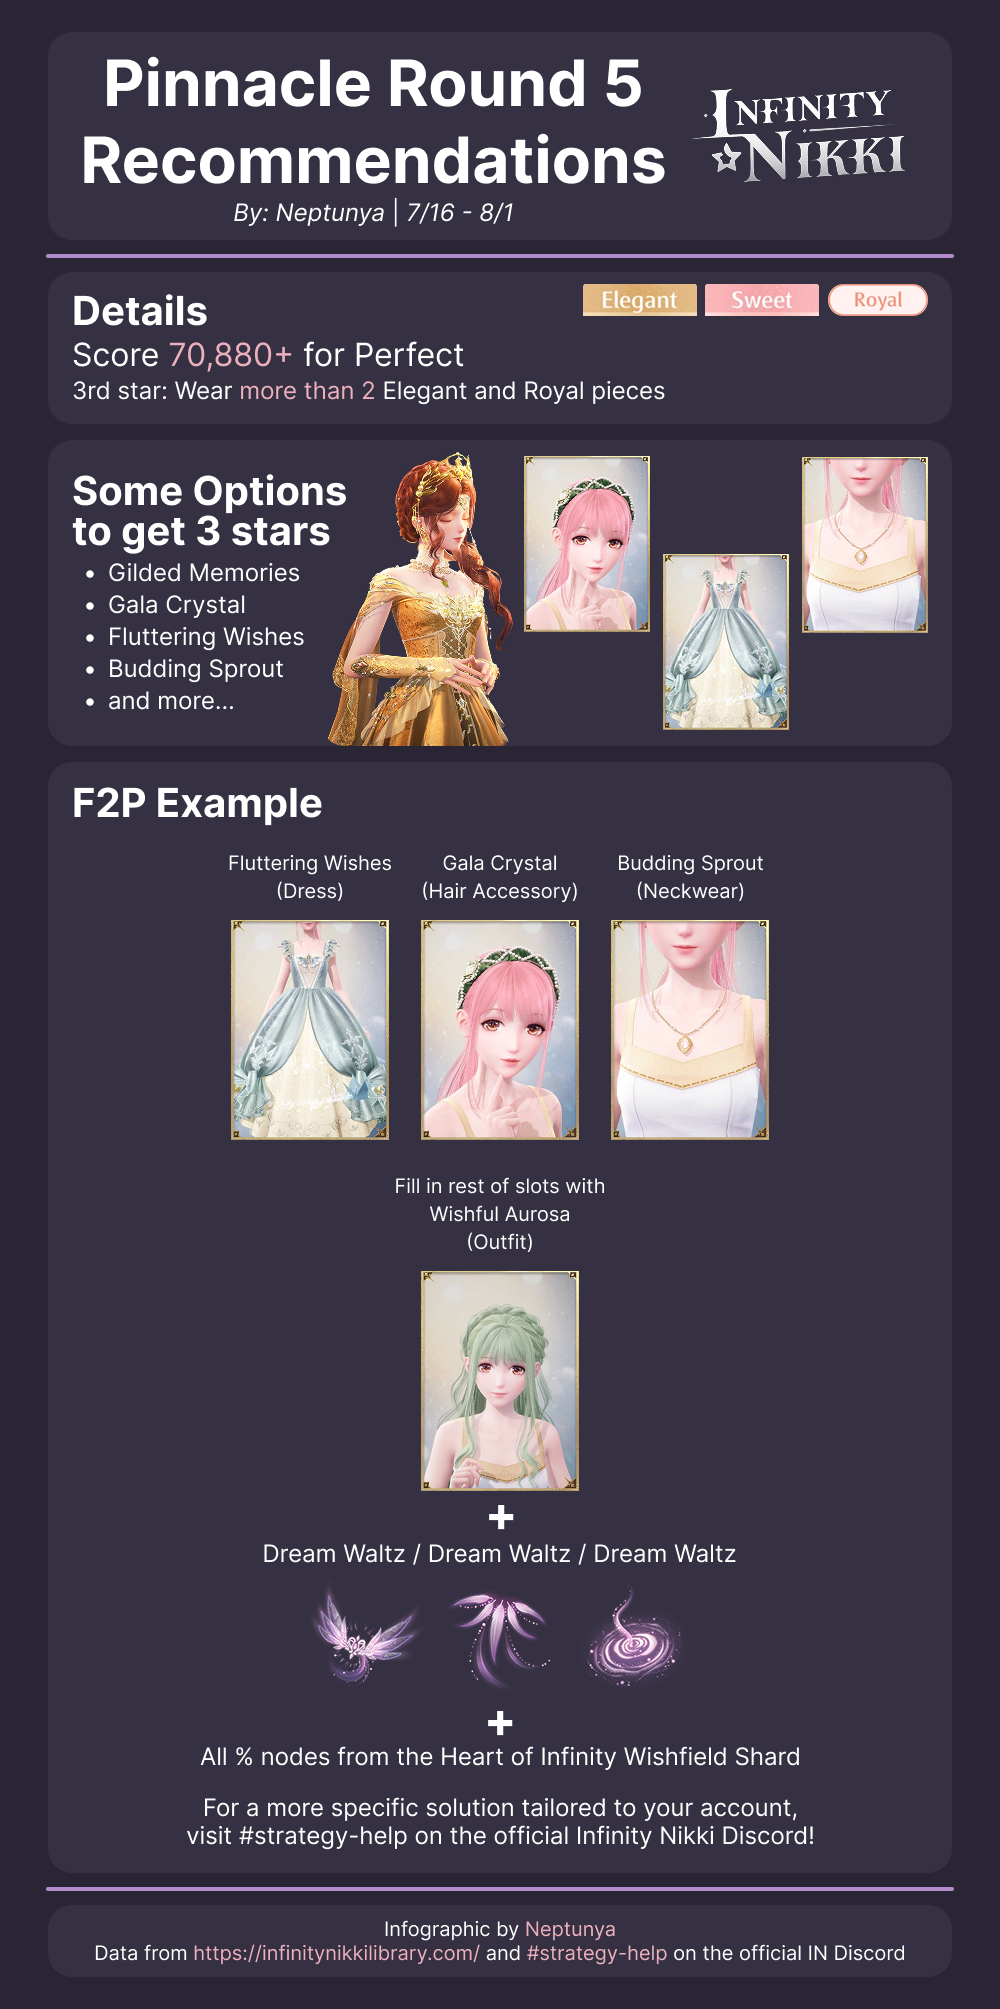 Pinnacle Round 5
Recommendations
By: Neptunya | 7/16 - 8/1
INFINITY
NIKKI
Details
Elegant
Sweet
Royal
Score 70,880+ for Perfect
3rd star: Wear more than 2 Elegant and Royal pieces
Some Options
to get 3 stars
• Gilded Memories
• Gala Crystal
• Fluttering Wishes
• Budding Sprout
• and more...
F2P Example
Fluttering Wishes
(Dress)
Gala Crystal
(Hair Accessory)
Budding Sprout
(Neckwear)
Fill in rest of slots with
Wishful Aurosa
(Outfit)
+
Dream Waltz / Dream Waltz / Dream Waltz
+
All % nodes from the Heart of Infinity Wishfield Shard
For a more specific solution tailored to your account,
visit #strategy-help on the official Infinity Nikki Discord!
Infographic by Neptunya
Data from https://infinitynikkilibrary.com/ and #strategy-help on the official IN Discord